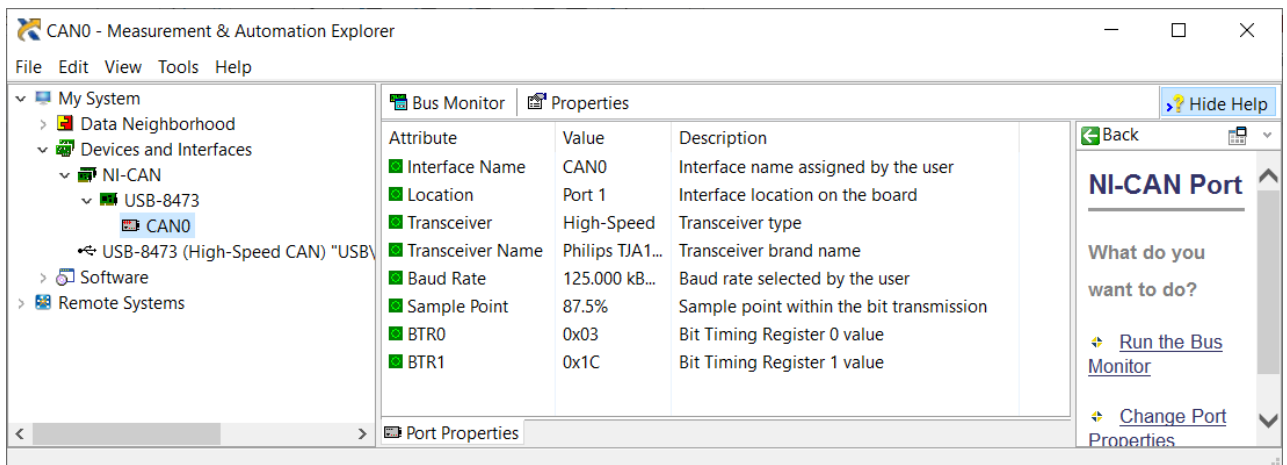 CAN0 - Measurement & Automation Explorer
File Edit View Tools Help
My System
Data Neighborhood
Devices and Interfaces
NI-CAN
USB-8473
CAN0
USB-8473 (High-Speed CAN) "USB\
Software
Remote Systems
Bus Monitor Properties
Hide Help
Attribute Value Description
Interface Name CAN0 Interface name assigned by the user
Location Port 1 Interface location on the board
Transceiver High-Speed Transceiver type
Transceiver Name Philips TJA1... Transceiver brand name
Baud Rate 125.000 kB... Baud rate selected by the user
Sample Point 87.5% Sample point within the bit transmission
BTR0 0x03 Bit Timing Register 0 value
BTR1 0x1C Bit Timing Register 1 value
Port Properties
Back
NI-CAN Port
What do you
want to do?
Run the Bus
Monitor
Change Port
Properties